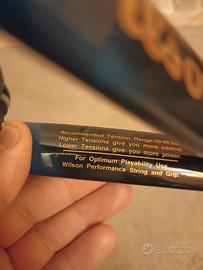 Recommended Tension Range:50-60 lbs.
Higher Tensions give you more control.
Lower Tensions give you more power.
For Optimum Playability Use
Wilson Performance String and Grip.
subito